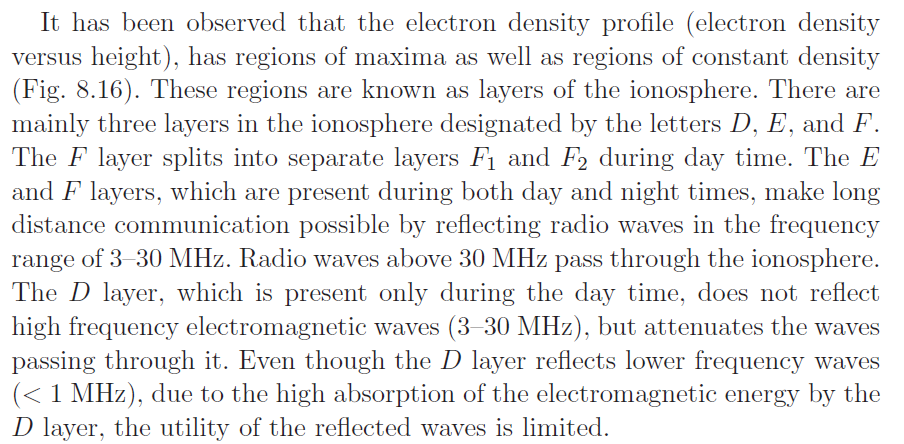 It has been observed that the electron density profile (electron density
versus height), has regions of maxima as well as regions of constant density
(Fig. 8.16). These regions are known as layers of the ionosphere. There are
mainly three layers in the ionosphere designated by the letters D, E, and F.
The F layer splits into separate layers F₁ and F₂ during day time. The E
and F layers, which are present during both day and night times, make long
distance communication possible by reflecting radio waves in the frequency
range of 3–30 MHz. Radio waves above 30 MHz pass through the ionosphere.
The D layer, which is present only during the day time, does not reflect
high frequency electromagnetic waves (3–30 MHz), but attenuates the waves
passing through it. Even though the D layer reflects lower frequency waves
(< 1 MHz), due to the high absorption of the electromagnetic energy by the
D layer, the utility of the reflected waves is limited.